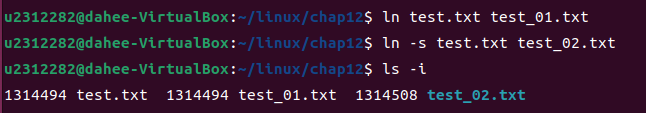 u2312282@dahee-VirtualBox:~/linux/chap12$ ln test.txt test_01.txt
u2312282@dahee-VirtualBox:~/linux/chap12$ ln -s test.txt test_02.txt
u2312282@dahee-VirtualBox:~/linux/chap12$ ls -i
1314494 test.txt  1314494 test_01.txt  1314508 test_02.txt